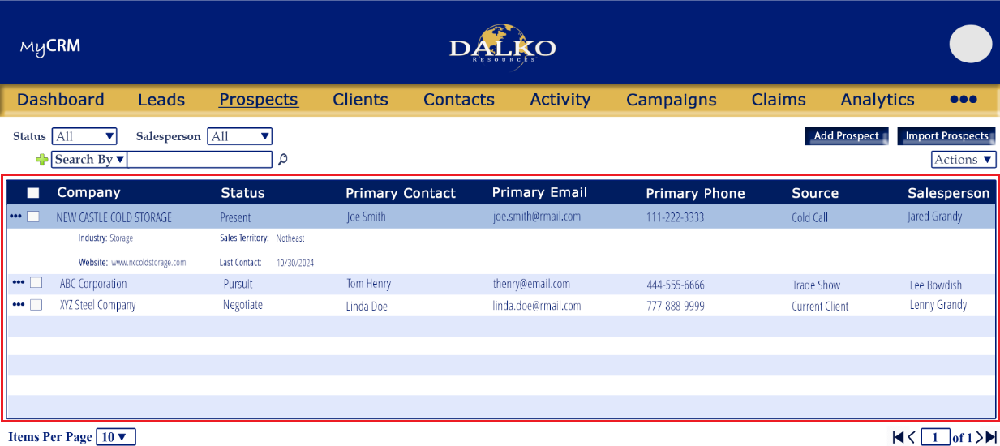 MyCRM
DALKO
RESOURCES
Dashboard Leads Prospects Clients Contacts Activity Campaigns Claims Analytics •••
Status All ▼ Salesperson All ▼ Add Prospect Import Prospects
Search By ▼ Actions ▼
Company Status Primary Contact Primary Email Primary Phone Source Salesperson
••• NEW CASTLE COLD STORAGE Present Joe Smith joe.smith@rmail.com 111-222-3333 Cold Call Jared Grandy
Industry: Storage Sales Territory: Notheast
Website: www.nccoldstorage.com Last Contact: 10/30/2024
••• ABC Corporation Pursuit Tom Henry thenry@email.com 444-555-6666 Trade Show Lee Bowdish
••• XYZ Steel Company Negotiate Linda Doe linda.doe@rmail.com 777-888-9999 Current Client Lenny Grandy
Items Per Page 10 ▼ 1 of 1